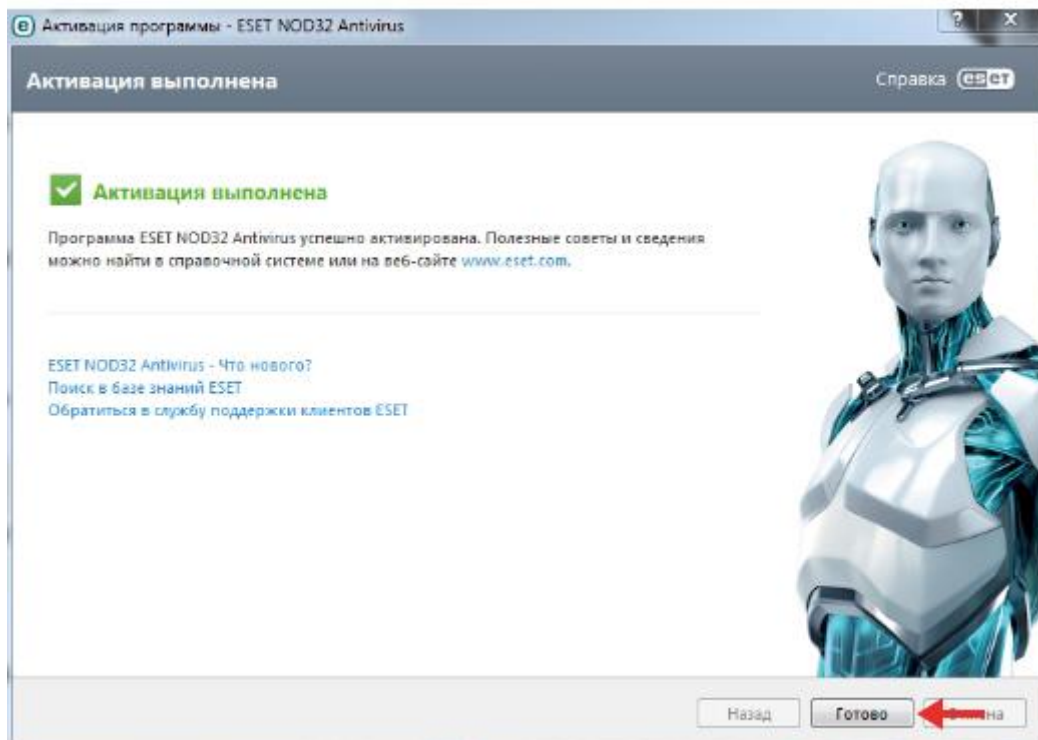 Активация программы - ESET NOD32 Antivirus
? X
Активация выполнена
Справка eset
Активация выполнена
Программа ESET NOD32 Antivirus успешно активирована. Полезные советы и сведения
можно найти в справочной системе или на веб-сайте www.eset.com.
ESET NOD32 Antivirus - Что нового?
Поиск в базе знаний ESET
Обратиться в службу поддержки клиентов ESET
Назад Готово